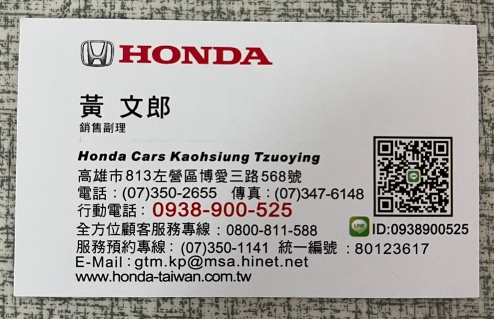 HONDA
黃 文郎
銷售副理
Honda Cars Kaohsiung Tzuoying
高雄市813左營區博愛三路568號
電話：(07)350-2655 傳真：(07)347-6148
行動電話：0938-900-525
全方位顧客服務專線：0800-811-588
LINE ID:0938900525
服務預約專線：(07)350-1141 統一編號：80123617
E-Mail：gtm.kp@msa.hinet.net
www.honda-taiwan.com.tw